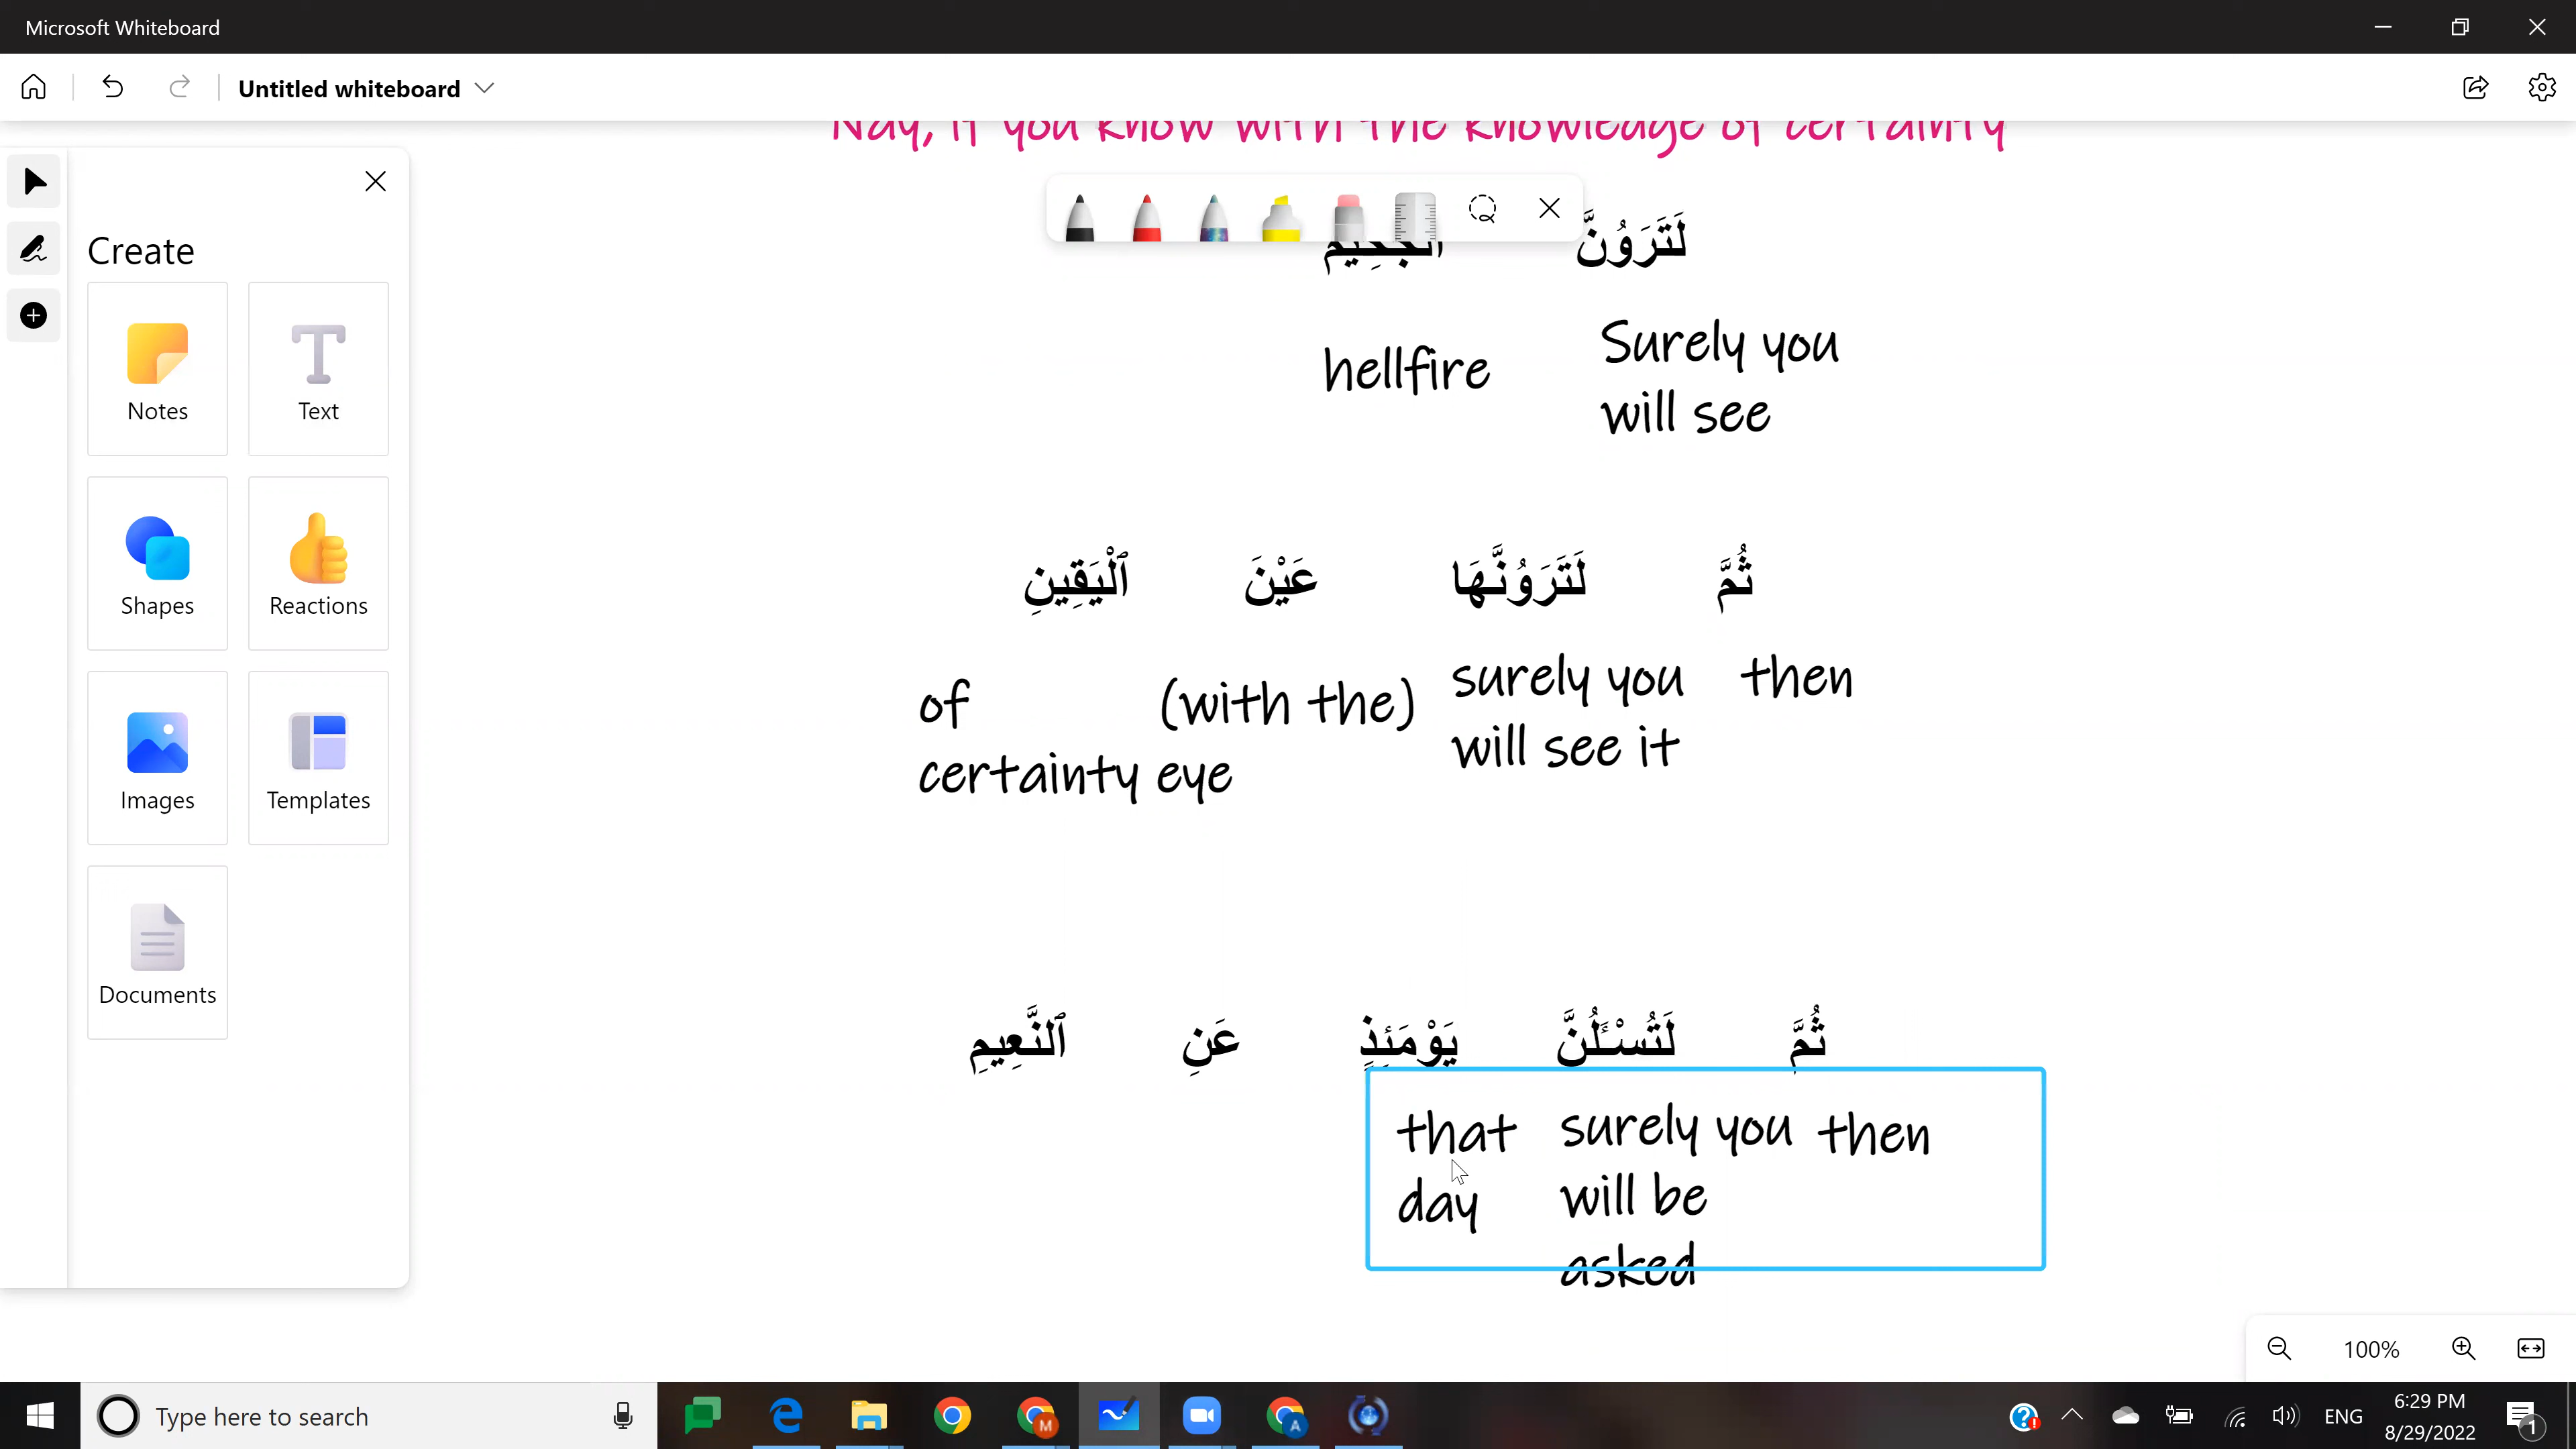 Microsoft Whiteboard
Untitled whiteboard
Nay, if you know with the knowledge of certainty
Create
Notes
Text
Shapes
Reactions
Images
Templates
Documents
لَتَرَوُنَّ ٱلْجَحِيمَ
Surely you
will see
hellfire
ثُمَّ لَتَرَوُنَّهَا عَيْنَ ٱلْيَقِينِ
then
surely you
will see it
(with the)
eye
of
certainty
ثُمَّ لَتُسْـَٔلُنَّ يَوْمَئِذٍ عَنِ ٱلنَّعِيمِ
then
surely you
will be
asked
that
day
100%
Type here to search
M
A
ENG
6:29 PM
8/29/2022
1